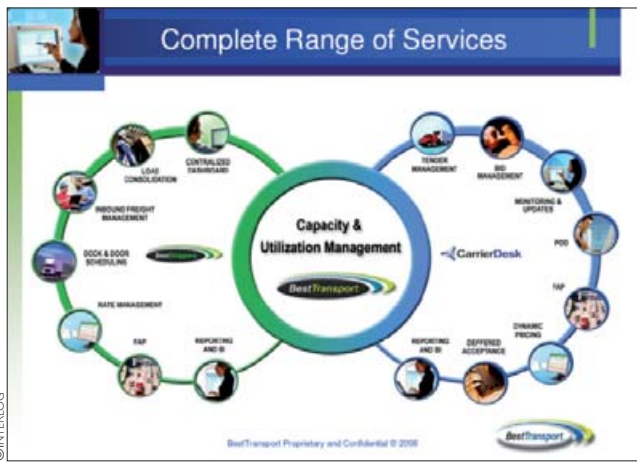 Complete Range of Services
CENTRALIZED
DASHBOARD
LOAD
CONSOLIDATION
INBOUND FREIGHT
MANAGEMENT
DOCK & DOOR
SCHEDULING
RATE MANAGEMENT
FAP
REPORTING
AND BI
Capacity &
Utilization Management
BestTransport
TENDER
MANAGEMENT
BID
MANAGEMENT
MONITORING &
UPDATES
POD
CarrierDesk
FAP
DYNAMIC
PRICING
DEFFERED
ACCEPTANCE
REPORTING
AND BI
BestTransport Proprietary and Confidential ©
BestTransport
©INTERLOG